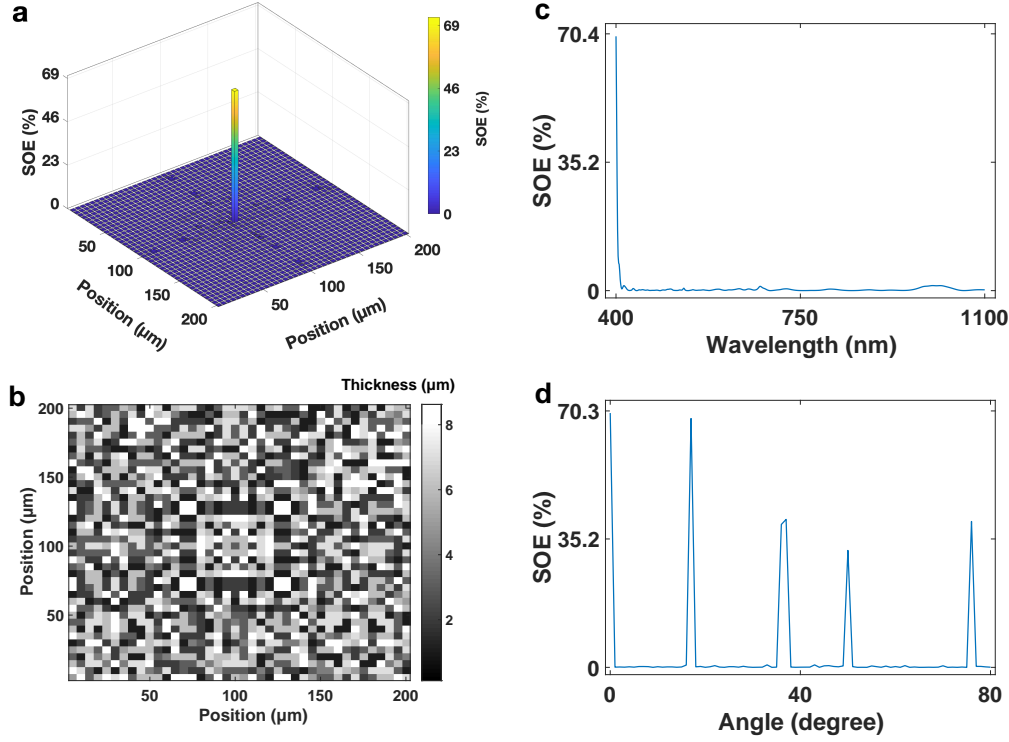 a
69
46
23
0
SOE (%)
50
100
150
200
Position (µm)
50
100
150
200
Position (µm)
69
46
23
0
SOE (%)
b
Thickness (µm)
200
150
100
50
Position (µm)
50
100
150
200
Position (µm)
8
6
4
2
c
70.4
35.2
0
SOE (%)
400
750
1100
Wavelength (nm)
d
70.3
35.2
0
SOE (%)
0
40
80
Angle (degree)